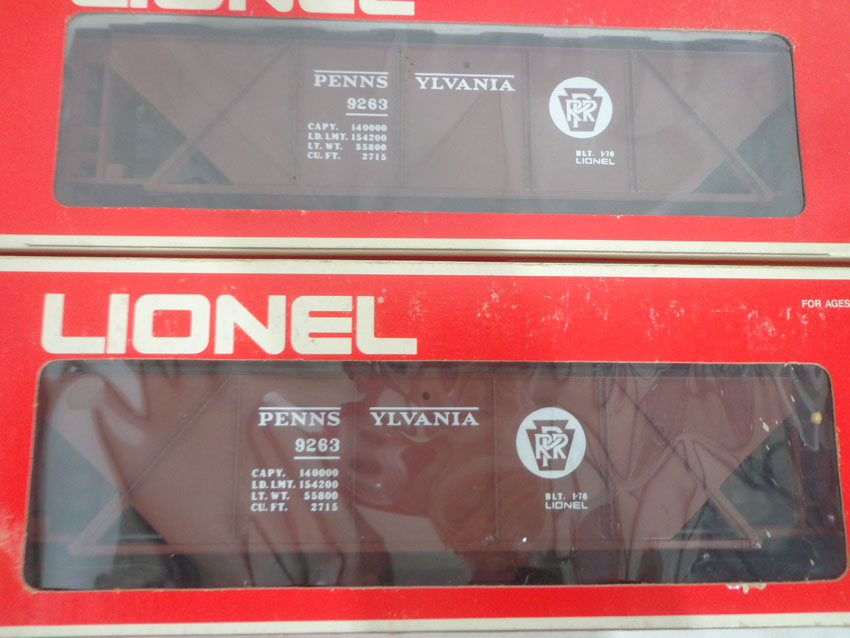 LIONEL
PENNS YLVANIA
9263
CAPY. 140000
LD. LMT. 154200
LT. WT. 55800
CU. FT. 2715
PRR
BLT. 1-76
LIONEL
LIONEL®
FOR AGES
PENNS YLVANIA
9263
CAPY. 140000
LD. LMT. 154200
LT. WT. 55800
CU. FT. 2715
PRR
BLT. 1-76
LIONEL